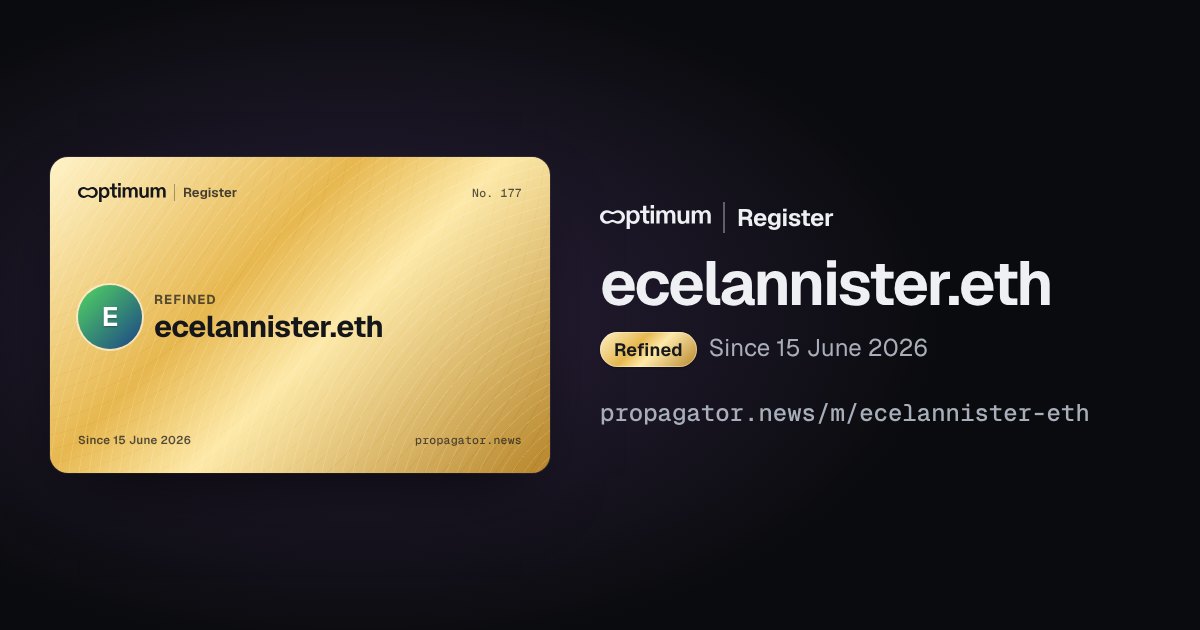 optimum | Register
No. 177
E
REFINED
ecelannister.eth
Since 15 June 2026
propagator.news
optimum | Register
ecelannister.eth
Refined
Since 15 June 2026
propagator.news/m/ecelannister-eth